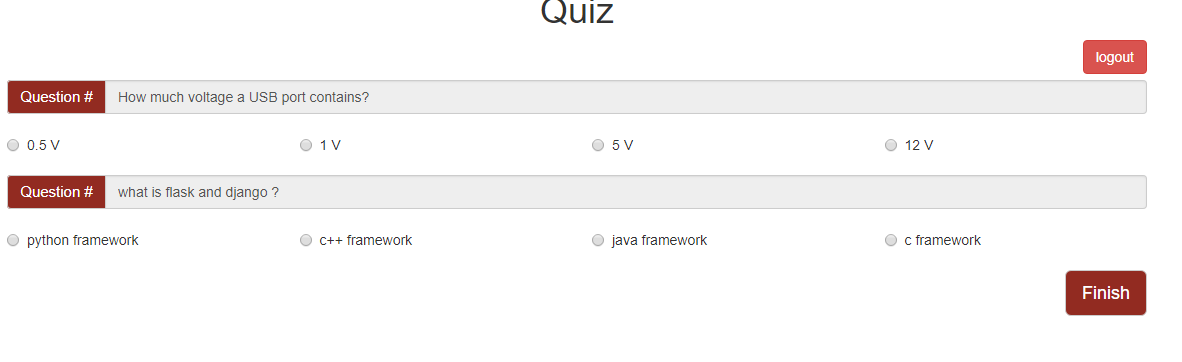 Quiz
logout
Question # How much voltage a USB port contains?
0.5 V 1 V 5 V 12 V
Question # what is flask and django ?
python framework c++ framework java framework c framework
Finish